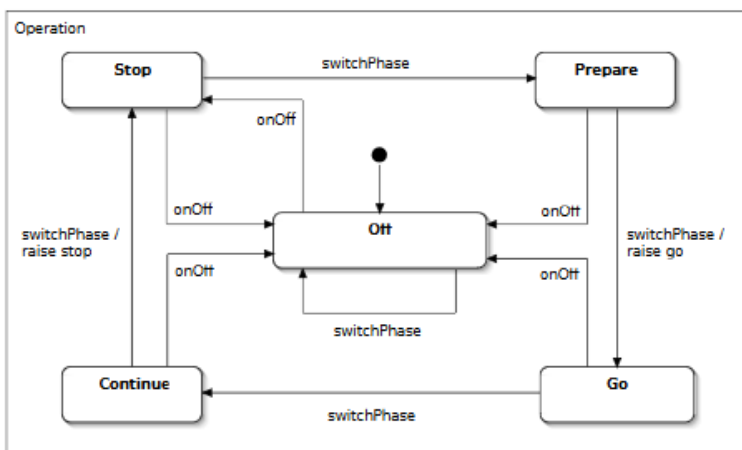 Operation
Stop
switchPhase
Prepare
onOff
onOff
onOff
switchPhase /
raise stop
Off
switchPhase /
raise go
onOff
onOff
switchPhase
Continue
Go
switchPhase